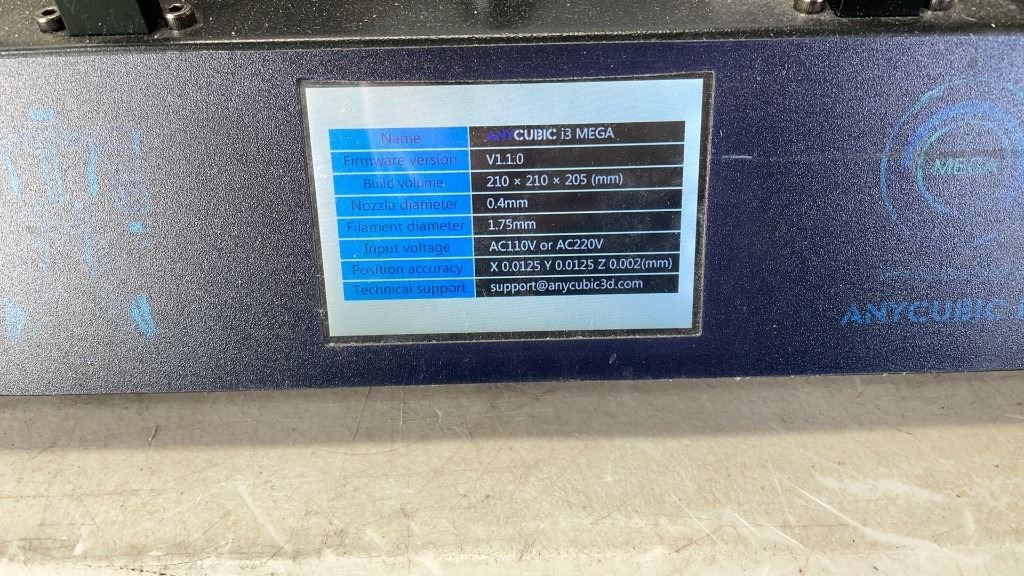 Name ANYCUBIC i3 MEGA
Firmware version V1.1.0
Build volume 210 × 210 × 205 (mm)
Nozzle diameter 0.4mm
Filament diameter 1.75mm
Input voltage AC110V or AC220V
Position accuracy X 0.0125 Y 0.0125 Z 0.002(mm)
Technical support support@anycubic3d.com
MEGA
ANYCUBIC